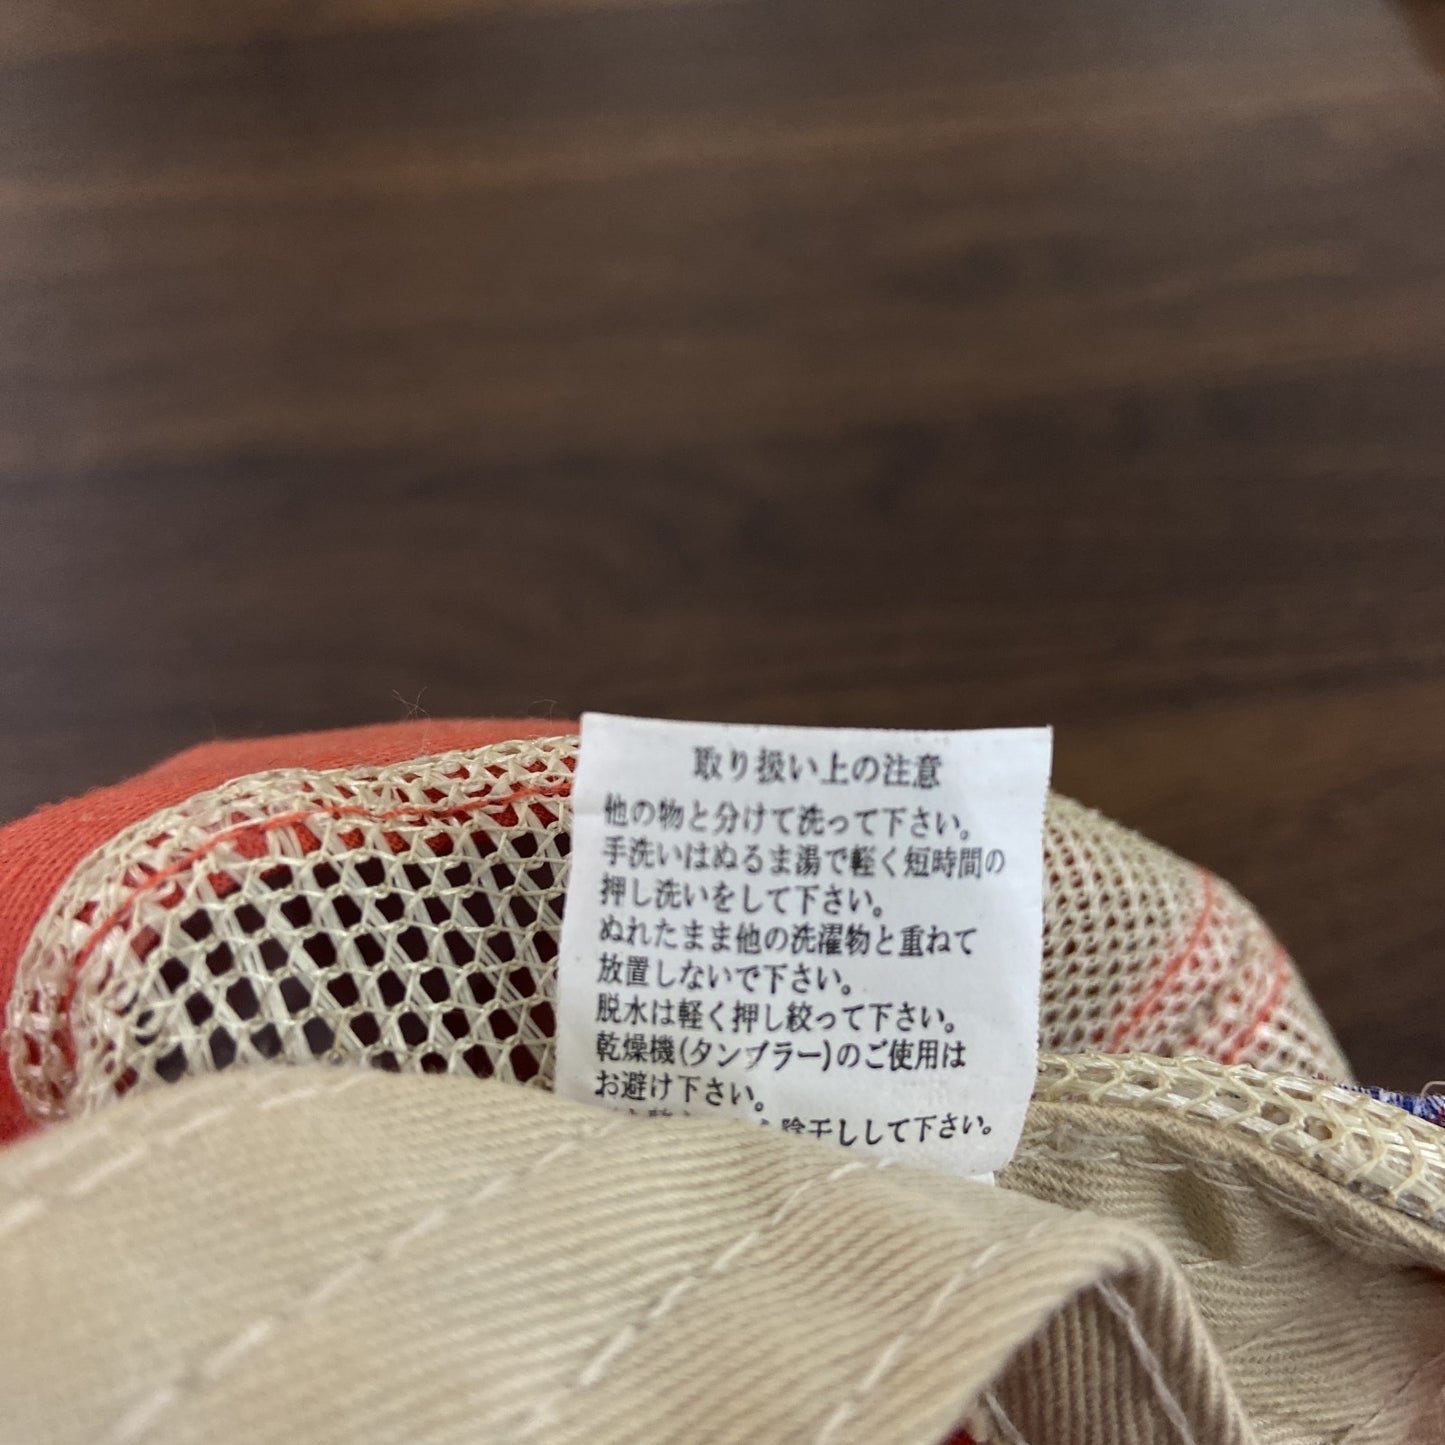 取り扱い上の注意
他の物と分けて洗って下さい。
手洗いはぬるま湯で軽く短時間の
押し洗いをして下さい。
ぬれたまま他の洗濯物と重ねて
放置しないで下さい。
脱水は軽く押し絞って下さい。
乾燥機(タンブラー)のご使用は
お避け下さい。
陰干しして下さい。